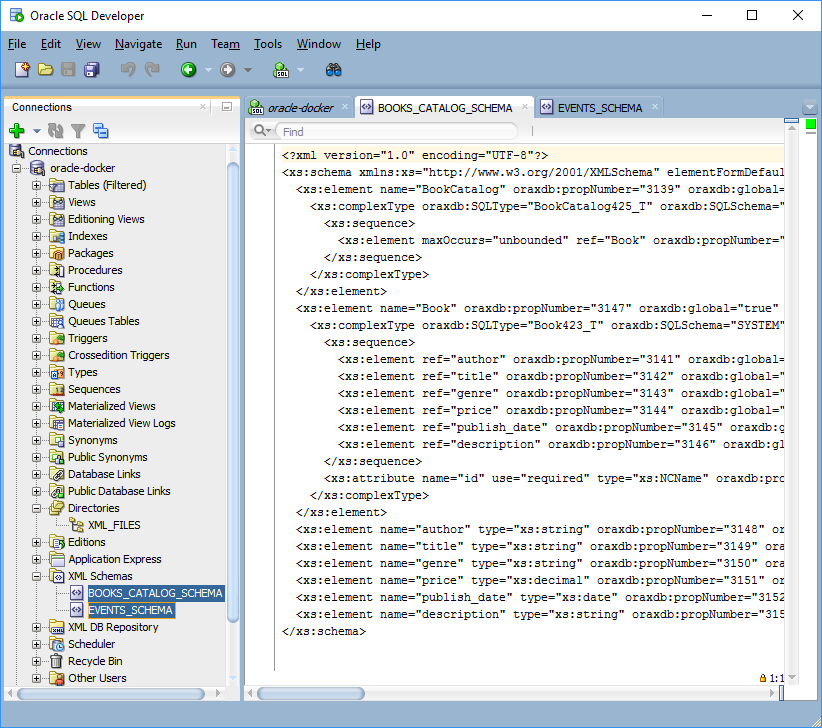 Oracle SQL Developer
File Edit View Navigate Run Team Tools Window Help
SQL
Connections
oracle-docker
BOOKS_CATALOG_SCHEMA
EVENTS_SCHEMA
Connections
oracle-docker
Tables (Filtered)
Views
Editioning Views
Indexes
Packages
Procedures
Functions
Queues
Queues Tables
Triggers
Crossedition Triggers
Types
Sequences
Materialized Views
Materialized View Logs
Synonyms
Public Synonyms
Database Links
Public Database Links
Directories
XML_FILES
Editions
Application Express
XML Schemas
BOOKS_CATALOG_SCHEMA
EVENTS_SCHEMA
XML DB Repository
Scheduler
Recycle Bin
Other Users
Find
<?xml version="1.0" encoding="UTF-8"?>
<xs:schema xmlns:xs="http://www.w3.org/2001/XMLSchema" elementFormDefaul
<xs:element name="BookCatalog" oraxdb:propNumber="3139" oraxdb:global=
<xs:complexType oraxdb:SQLType="BookCatalog425_T" oraxdb:SQLSchema="
<xs:sequence>
<xs:element maxOccurs="unbounded" ref="Book" oraxdb:propNumber="
</xs:sequence>
</xs:complexType>
</xs:element>
<xs:element name="Book" oraxdb:propNumber="3147" oraxdb:global="true"
<xs:complexType oraxdb:SQLType="Book423_T" oraxdb:SQLSchema="SYSTEM"
<xs:sequence>
<xs:element ref="author" oraxdb:propNumber="3141" oraxdb:global=
<xs:element ref="title" oraxdb:propNumber="3142" oraxdb:global="
<xs:element ref="genre" oraxdb:propNumber="3143" oraxdb:global="
<xs:element ref="price" oraxdb:propNumber="3144" oraxdb:global="
<xs:element ref="publish_date" oraxdb:propNumber="3145" oraxdb:g
<xs:element ref="description" oraxdb:propNumber="3146" oraxdb:gl
</xs:sequence>
<xs:attribute name="id" use="required" type="xs:NCName" oraxdb:pro
</xs:complexType>
</xs:element>
<xs:element name="author" type="xs:string" oraxdb:propNumber="3148" or
<xs:element name="title" type="xs:string" oraxdb:propNumber="3149" ora
<xs:element name="genre" type="xs:string" oraxdb:propNumber="3150" ora
<xs:element name="price" type="xs:decimal" oraxdb:propNumber="3151" or
<xs:element name="publish_date" type="xs:date" oraxdb:propNumber="3152
<xs:element name="description" type="xs:string" oraxdb:propNumber="315
</xs:schema>
1:1